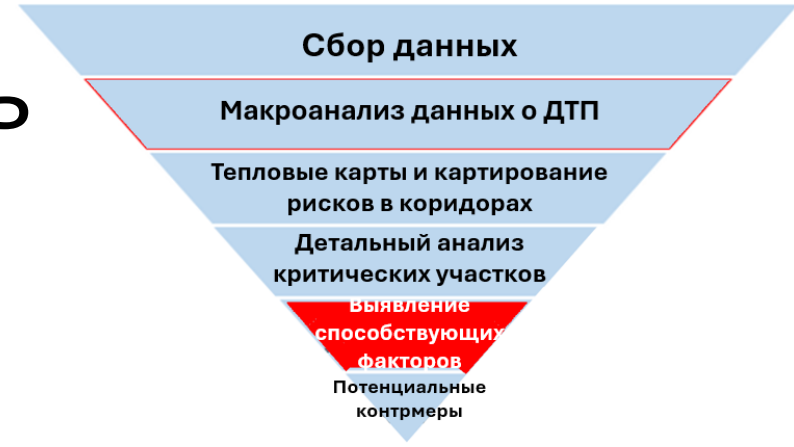 Сбор данных
Макроанализ данных о ДТП
Тепловые карты и картирование
рисков в коридорах
Детальный анализ
критических участков
Выявление
способствующих
факторов
Потенциальные
контрмеры